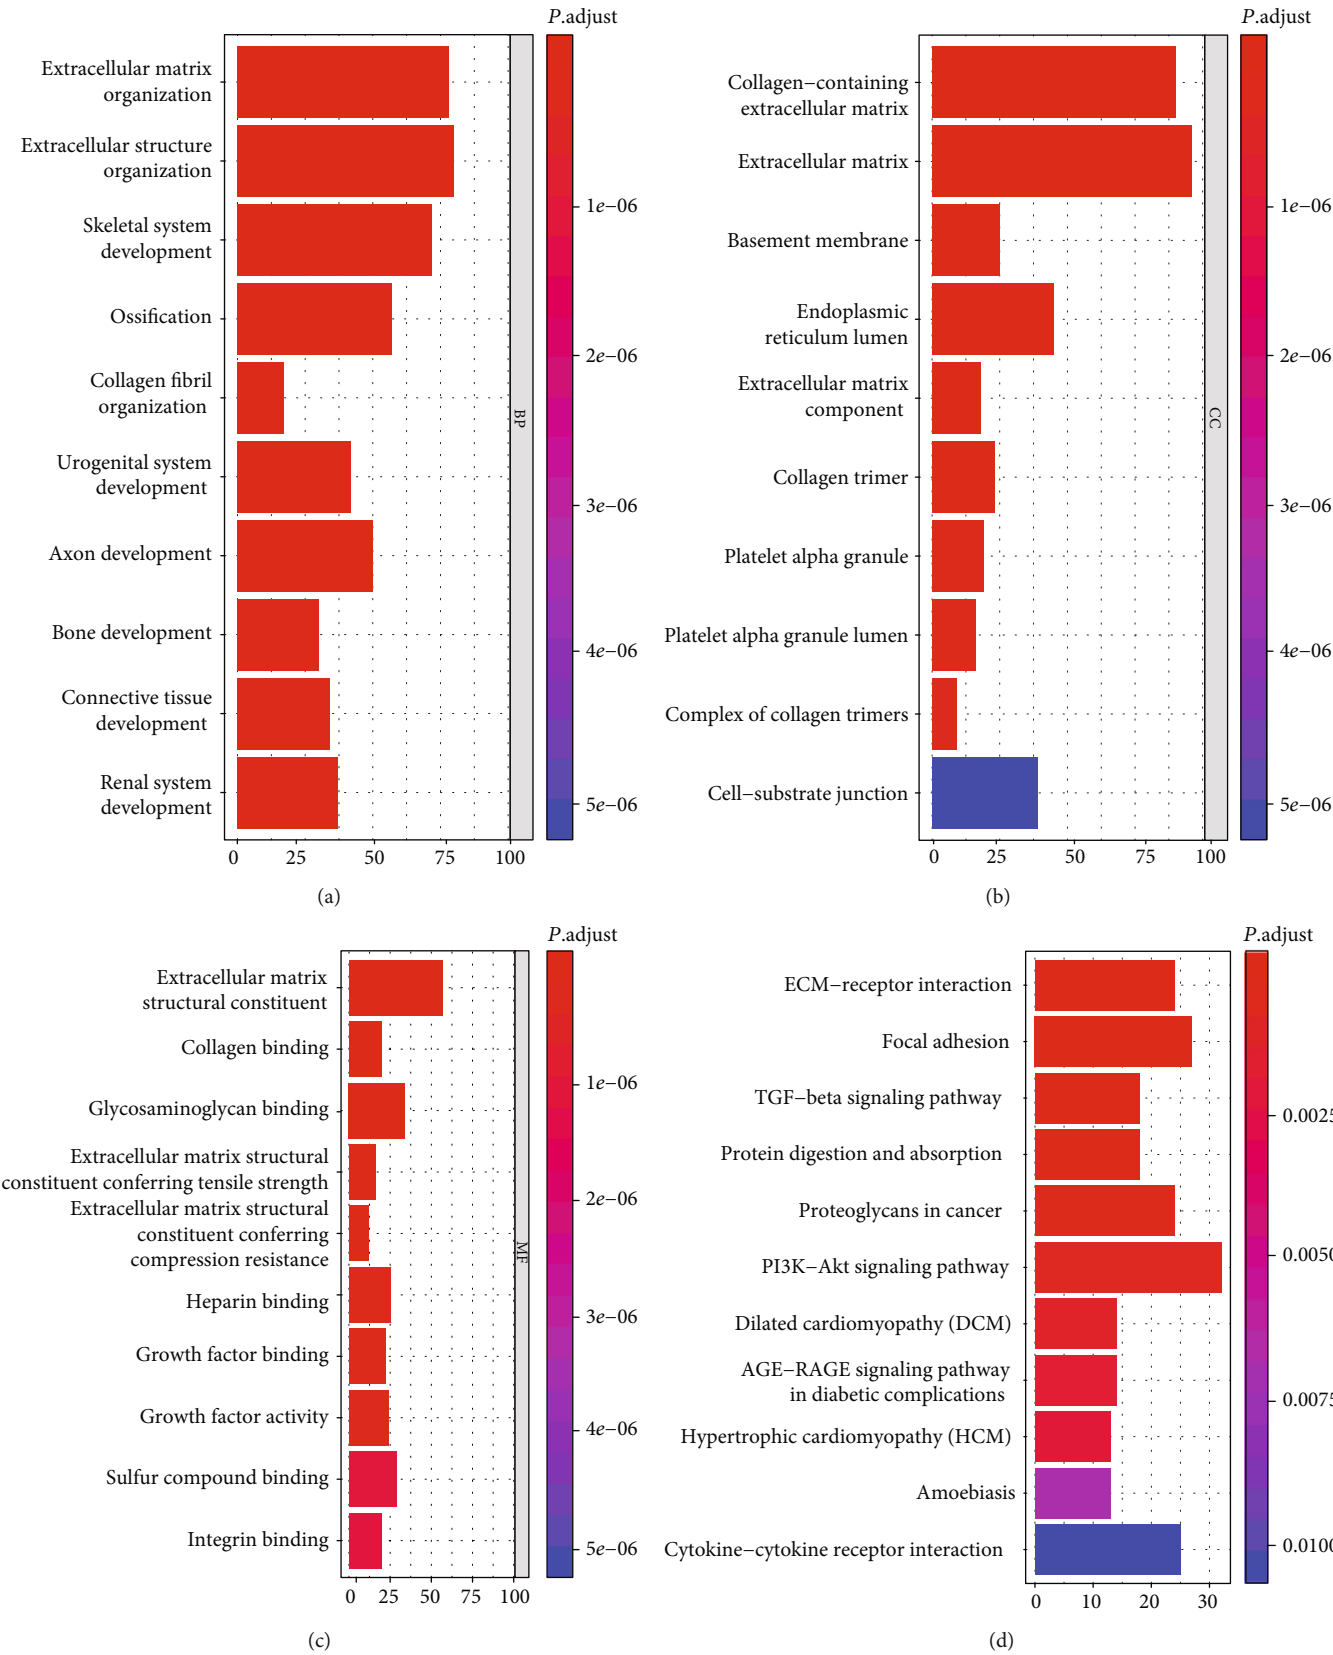 P.adjust
Extracellular matrix
organization
Extracellular structure
organization
Skeletal system
development
Ossification
Collagen fibril
organization
Urogenital system
development
Axon development
Bone development
Connective tissue
development
Renal system
development
0 25 50 75 100
BP
1e−06
2e−06
3e−06
4e−06
5e−06
(a)
P.adjust
Collagen−containing
extracellular matrix
Extracellular matrix
Basement membrane
Endoplasmic
reticulum lumen
Extracellular matrix
component
Collagen trimer
Platelet alpha granule
Platelet alpha granule lumen
Complex of collagen trimers
Cell−substrate junction
0 25 50 75 100
CC
1e−06
2e−06
3e−06
4e−06
5e−06
(b)
P.adjust
Extracellular matrix
structural constituent
Collagen binding
Glycosaminoglycan binding
Extracellular matrix structural
constituent conferring tensile strength
Extracellular matrix structural
constituent conferring
compression resistance
Heparin binding
Growth factor binding
Growth factor activity
Sulfur compound binding
Integrin binding
0 25 50 75 100
MF
1e−06
2e−06
3e−06
4e−06
5e−06
(c)
P.adjust
ECM−receptor interaction
Focal adhesion
TGF−beta signaling pathway
Protein digestion and absorption
Proteoglycans in cancer
PI3K−Akt signaling pathway
Dilated cardiomyopathy (DCM)
AGE−RAGE signaling pathway
in diabetic complications
Hypertrophic cardiomyopathy (HCM)
Amoebiasis
Cytokine−cytokine receptor interaction
0 10 20 30
0.0025
0.0050
0.0075
0.0100
(d)